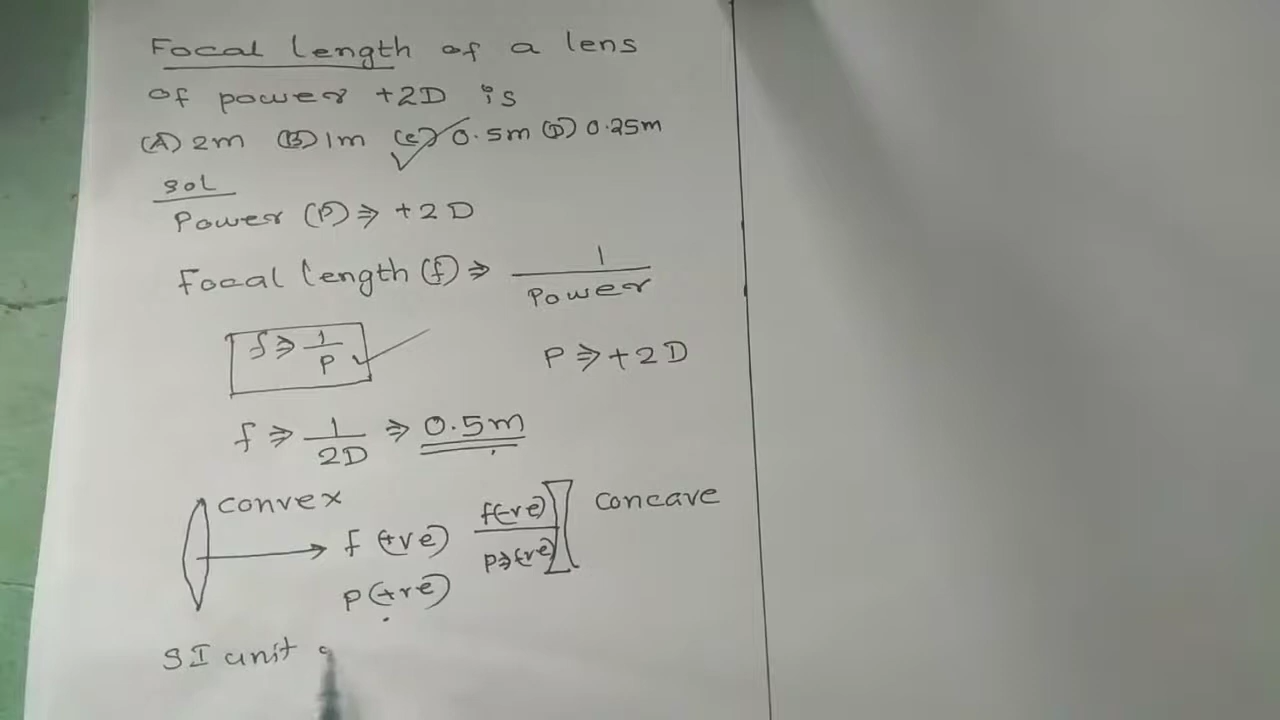 Focal length of a lens
of power +2D is
(A) 2m (B) 1m (C) 0.5m (D) 0.25m
sol
Power (P) ⇒ +2D
Focal length (f) ⇒ 1/Power
f ⇒ 1/P
P ⇒ +2D
f ⇒ 1/2D ⇒ 0.5m
convex
f (+ve)
P (+ve)
f(-ve)
P⇒(-ve)
concave
SI unit